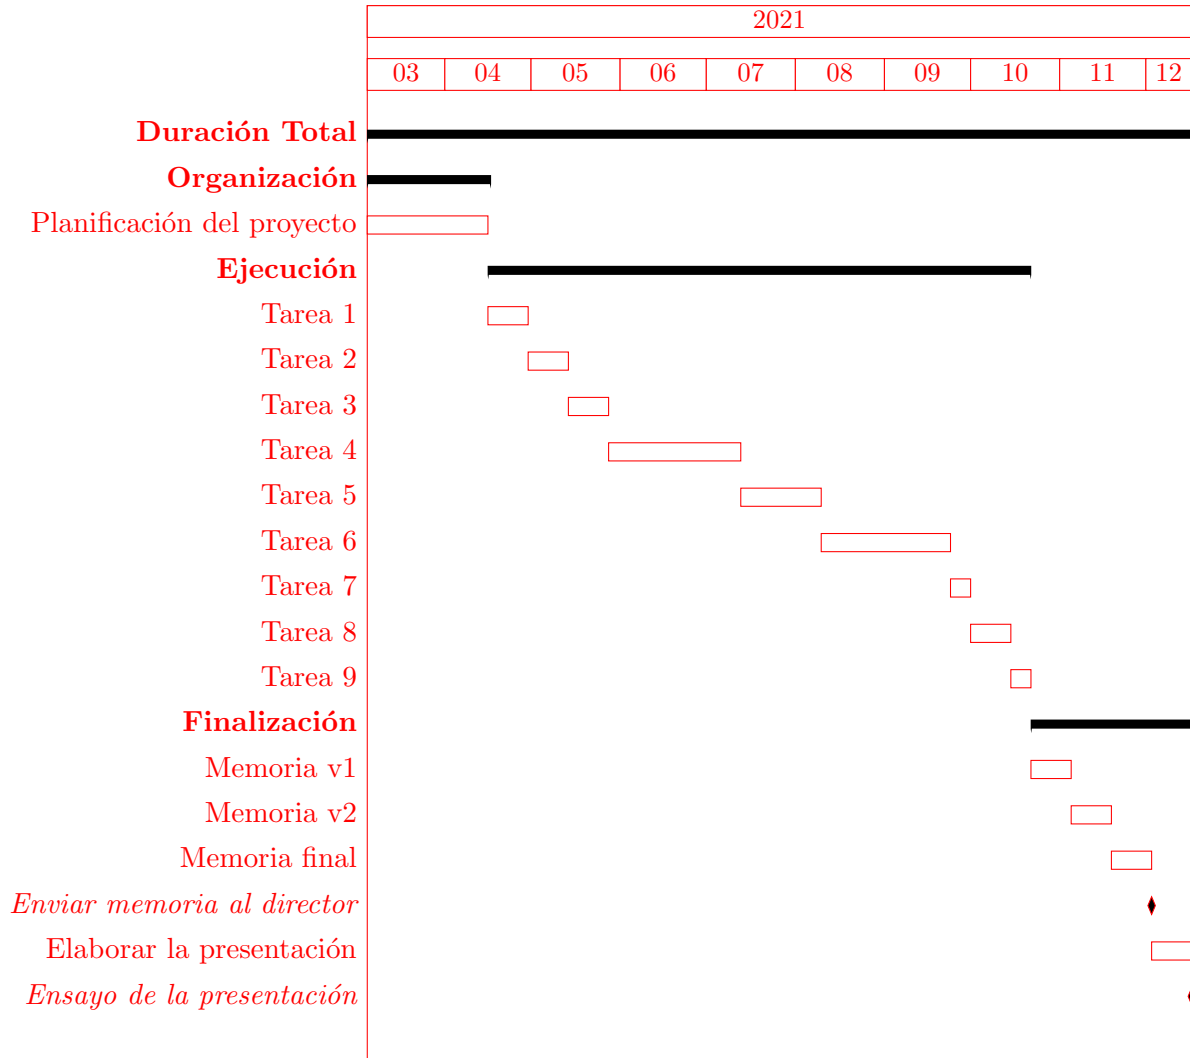 2021
03 04 05 06 07 08 09 10 11 12
Duración Total
Organización
Planificación del proyecto
Ejecución
Tarea 1
Tarea 2
Tarea 3
Tarea 4
Tarea 5
Tarea 6
Tarea 7
Tarea 8
Tarea 9
Finalización
Memoria v1
Memoria v2
Memoria final
Enviar memoria al director
Elaborar la presentación
Ensayo de la presentación